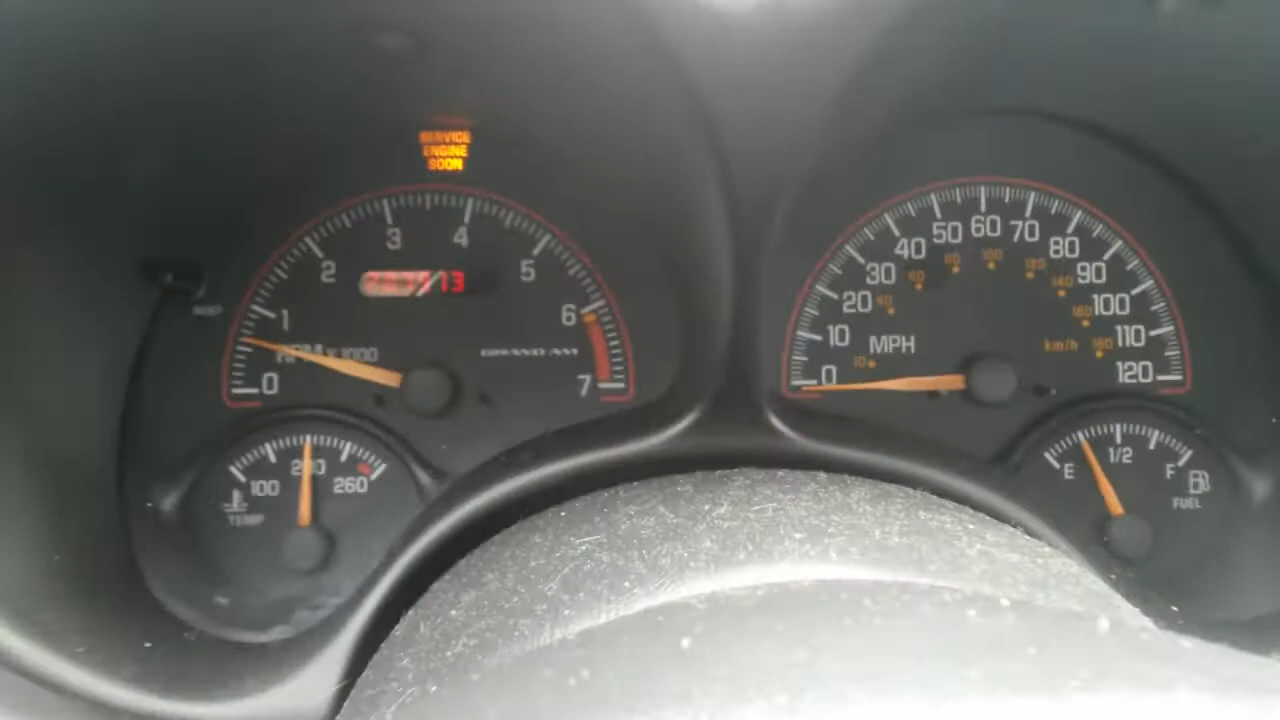 SERVICE
ENGINE
SOON
0 1 2 3 4 5 6 7
RPM x 1000
GRAND AM
0 10 20 30 40 50 60 70 80 90 100 110 120
MPH
km/h
100 200 260
TEMP
E 1/2 F
FUEL